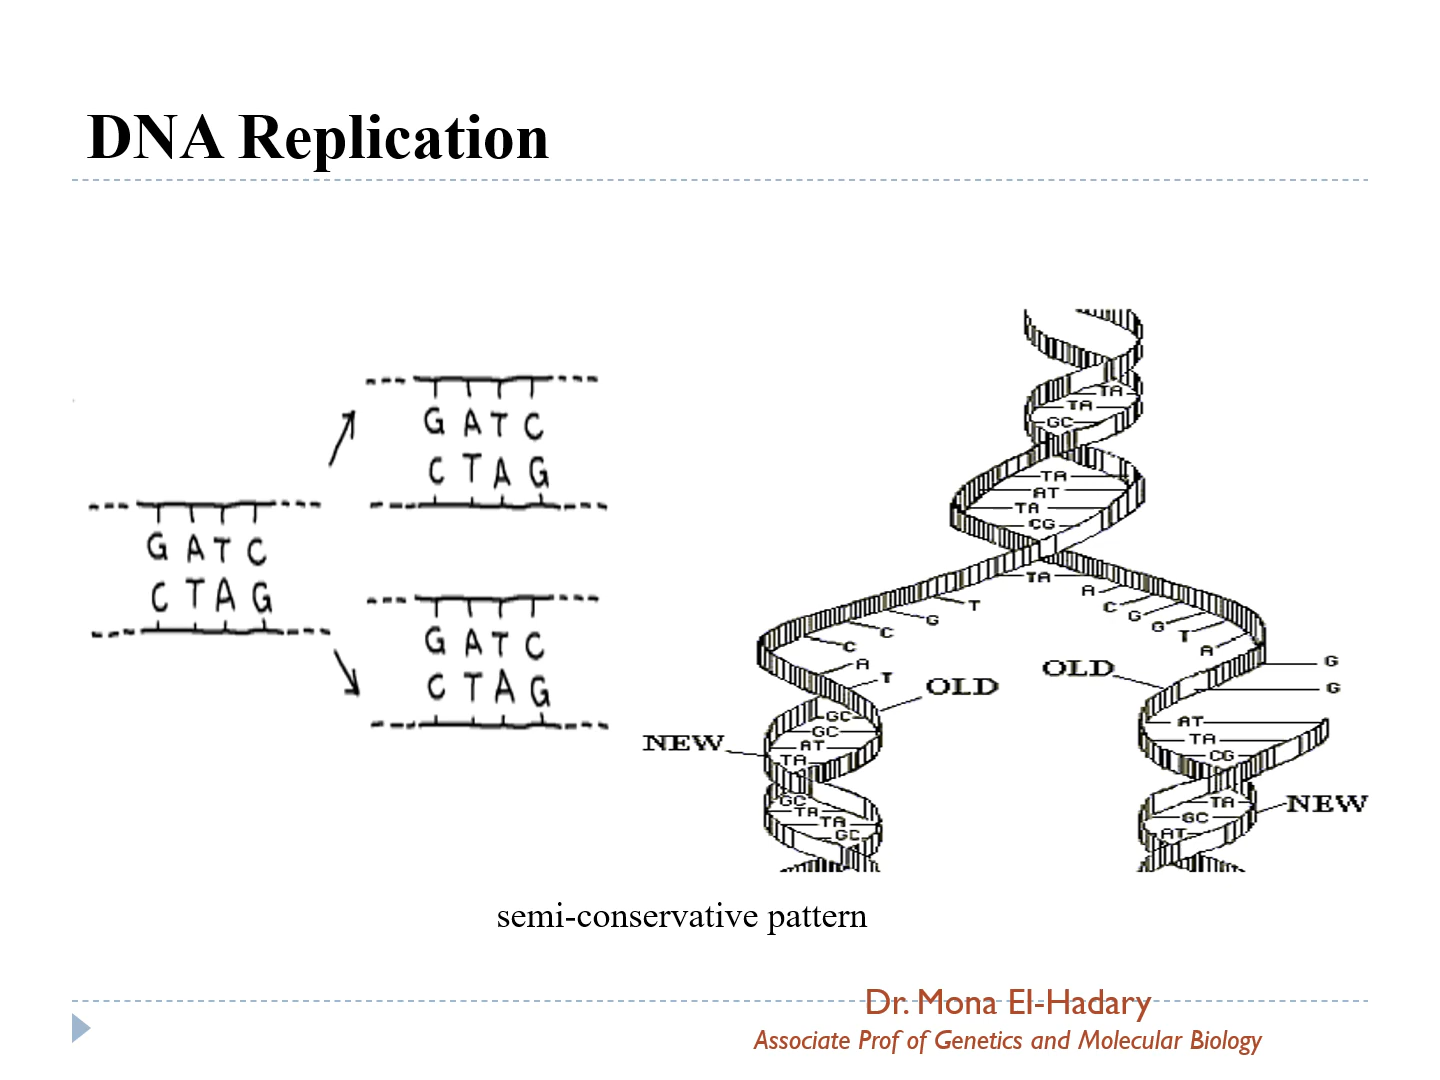 DNA Replication
G A T C
C T A G
G A T C
C T A G
G A T C
C T A G
TA
TA
GC
TA
AT
TA
CG
TA
T
G
C
C
A
T
A
C
G
G
T
A
G
G
OLD
OLD
NEW
GC
GC
AT
TA
GC
TA
TA
GC
AT
TA
CG
TA
GC
AT
NEW
semi-conservative pattern
Dr. Mona El-Hadary
Associate Prof of Genetics and Molecular Biology